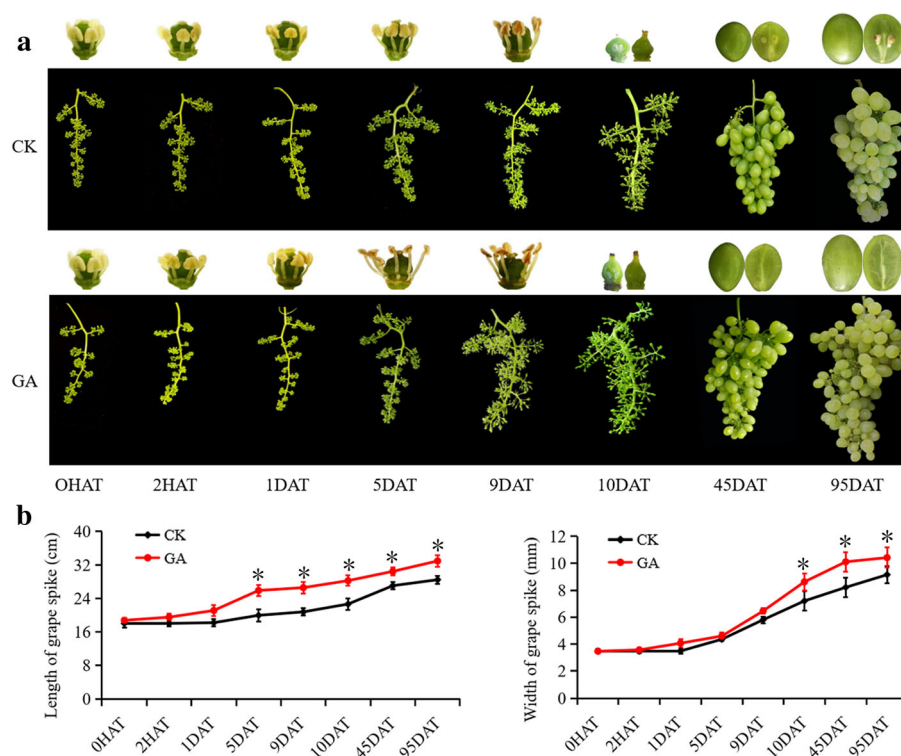 a
CK
GA
OHAT 2HAT 1DAT 5DAT 9DAT 10DAT 45DAT 95DAT
b
Length of grape spike (cm)
40
32
24
16
8
0
CK
GA
* * * * *
0HAT 2HAT 1DAT 5DAT 9DAT 10DAT 45DAT 95DAT
Width of grape spike (mm)
12
10
8
6
4
2
0
CK
GA
* * *
0HAT 2HAT 1DAT 5DAT 9DAT 10DAT 45DAT 95DAT